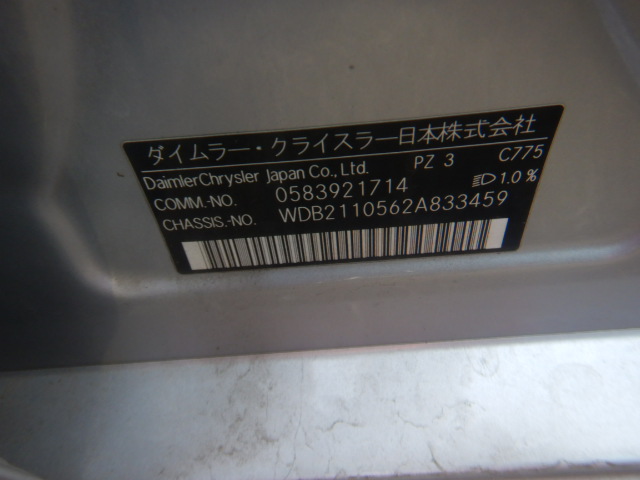 ダイムラー・クライスラー日本株式会社
DaimlerChrysler Japan Co., Ltd. PZ 3 C775
COMM.-NO. 0583921714 1.0%
CHASSIS.-NO. WDB2110562A833459